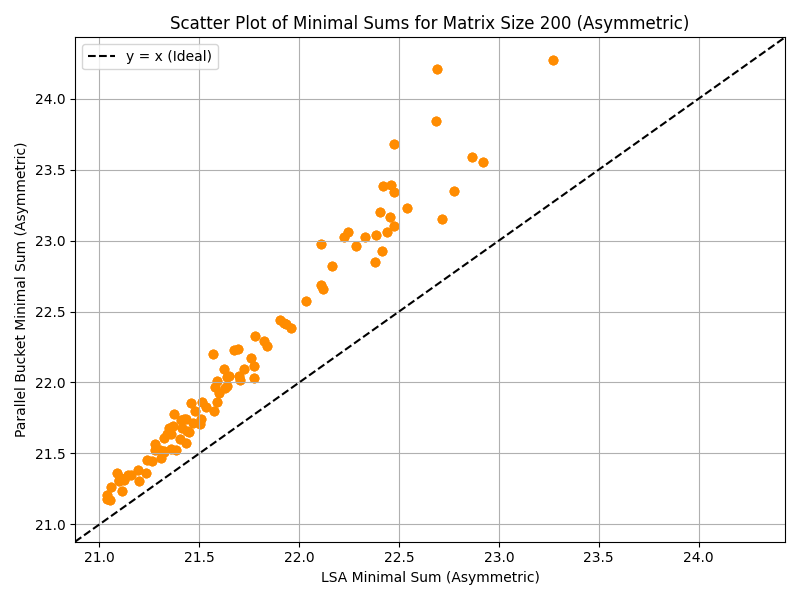 Scatter Plot of Minimal Sums for Matrix Size 200 (Asymmetric)
y = x (Ideal)
Parallel Bucket Minimal Sum (Asymmetric)
24.0
23.5
23.0
22.5
22.0
21.5
21.0
21.0 21.5 22.0 22.5 23.0 23.5 24.0
LSA Minimal Sum (Asymmetric)